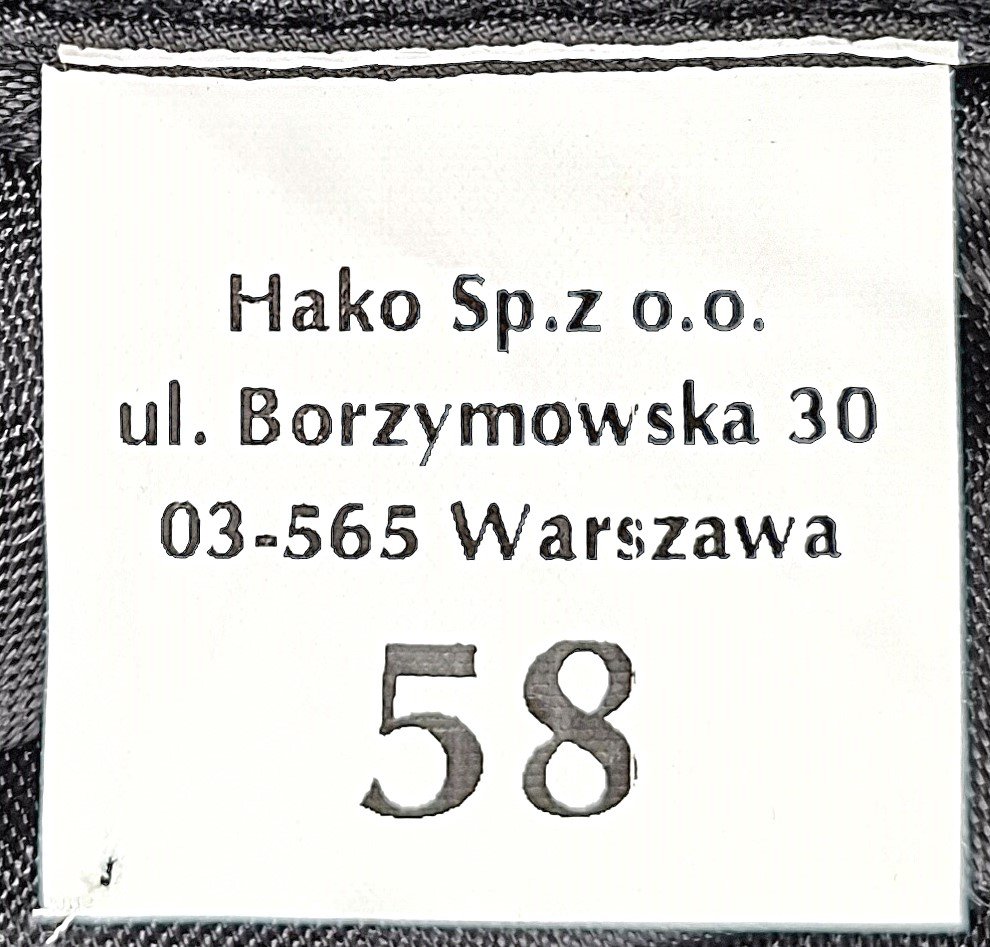 Hako Sp.z o.o.
ul. Borzymowska 30
03-565 Warszawa
58